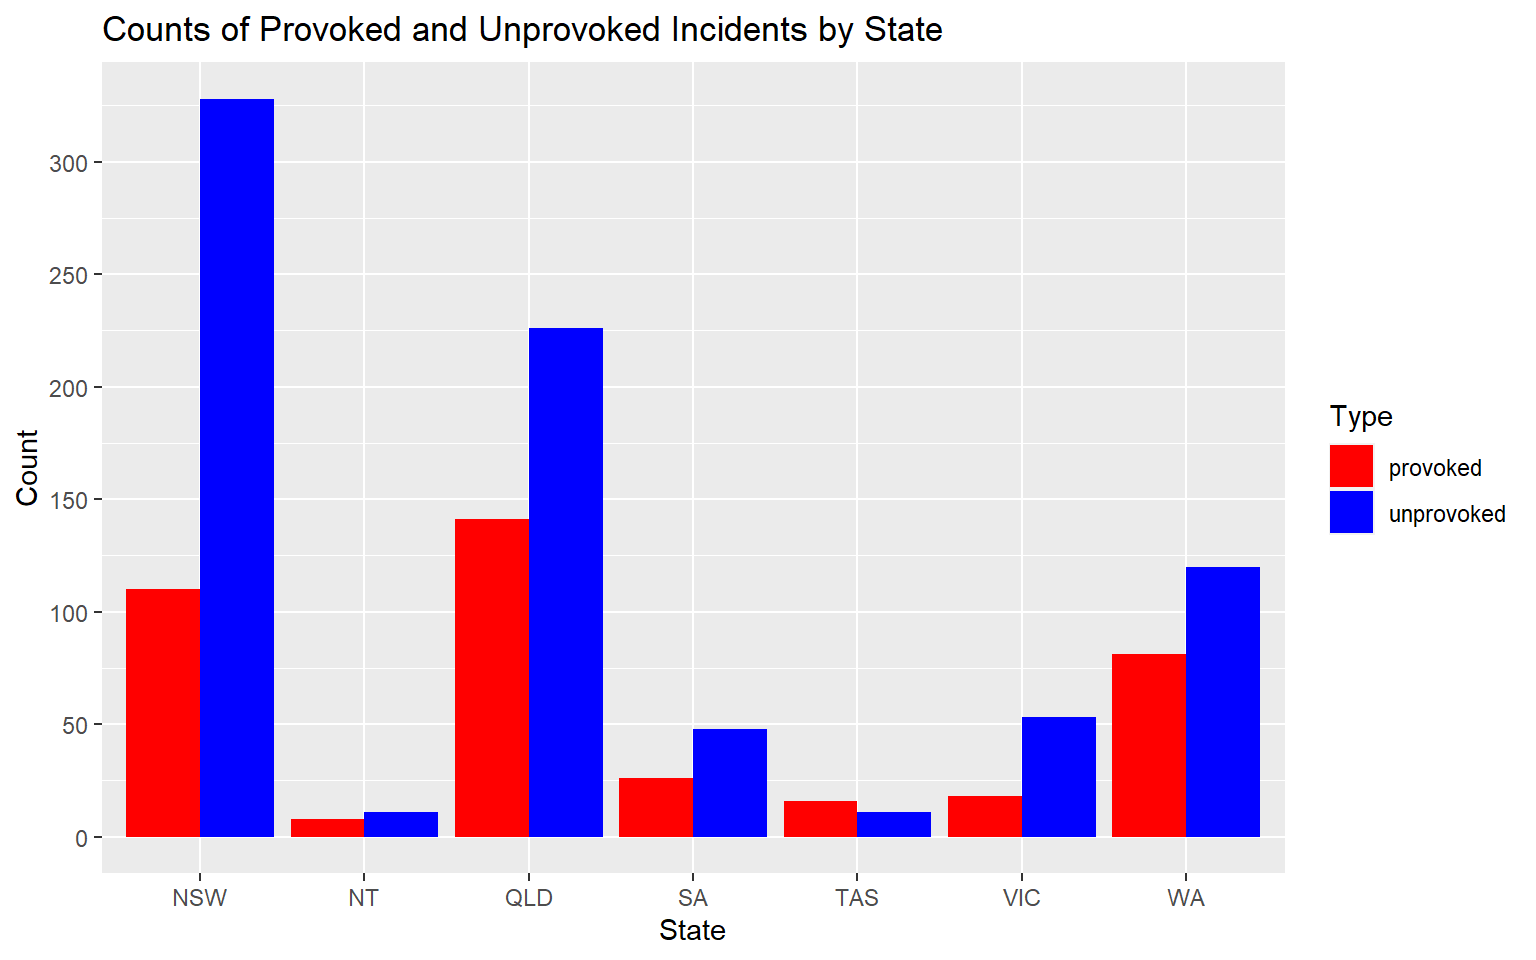 Counts of Provoked and Unprovoked Incidents by State
300
250
200
150
100
50
0
Count
NSW NT QLD SA TAS VIC WA
State
Type
provoked
unprovoked